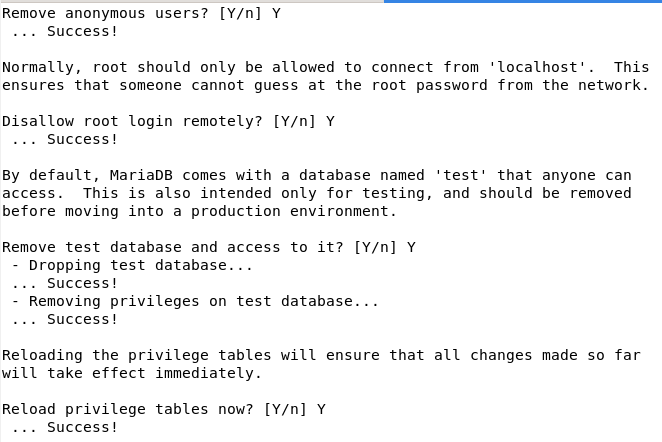 Remove anonymous users? [Y/n] Y
 ... Success!

Normally, root should only be allowed to connect from 'localhost'.  This
ensures that someone cannot guess at the root password from the network.

Disallow root login remotely? [Y/n] Y
 ... Success!

By default, MariaDB comes with a database named 'test' that anyone can
access.  This is also intended only for testing, and should be removed
before moving into a production environment.

Remove test database and access to it? [Y/n] Y
 - Dropping test database...
 ... Success!
 - Removing privileges on test database...
 ... Success!

Reloading the privilege tables will ensure that all changes made so far
will take effect immediately.

Reload privilege tables now? [Y/n] Y
 ... Success!